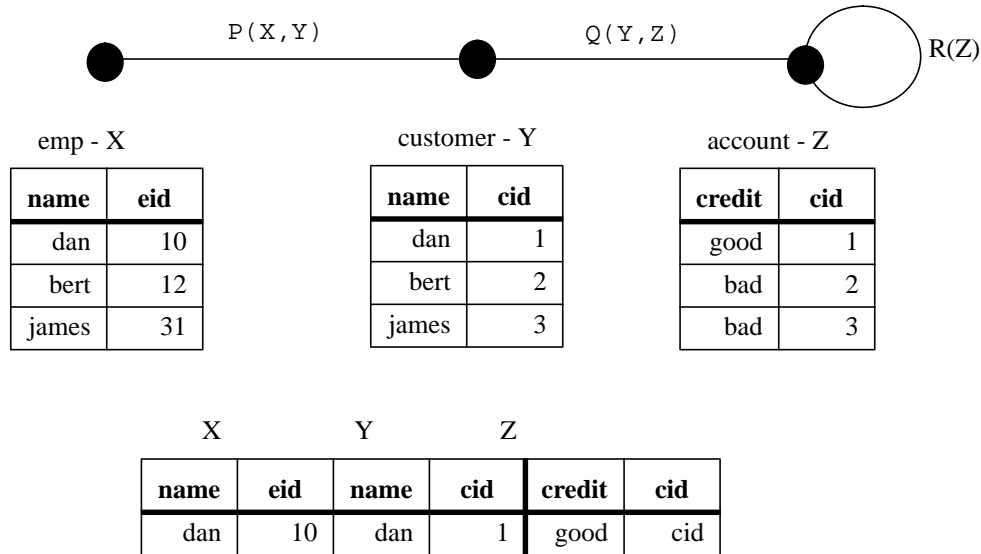 P(X,Y) Q(Y,Z)
R(Z)
emp - X customer - Y account - Z
name eid name cid credit cid
dan 10 dan 1 good 1
bert 12 bert 2 bad 2
james 31 james 3 bad 3
X Y Z
name eid name cid credit cid
dan 10 dan 1 good cid